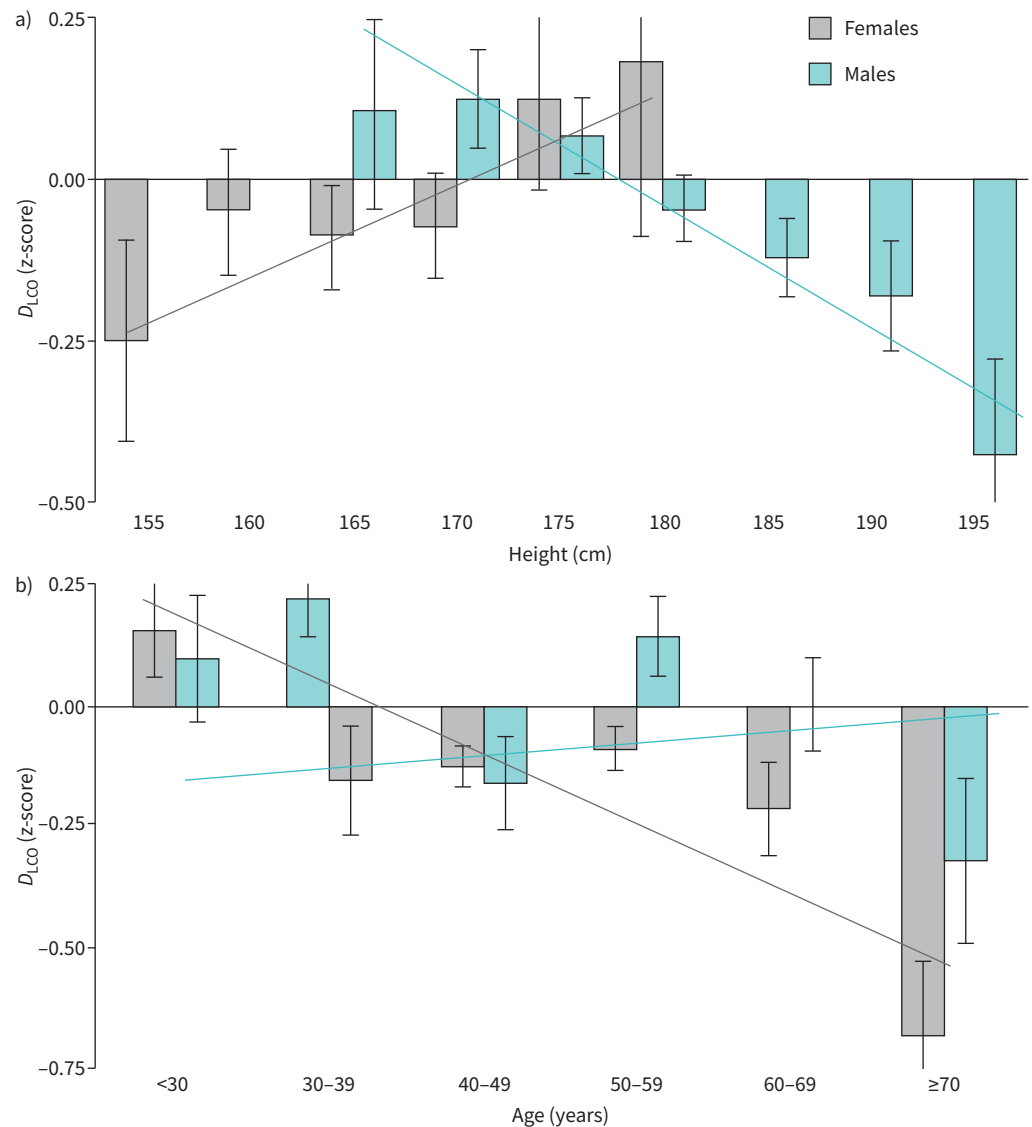 a)
Females
Males
0.25
0.00
–0.25
–0.50
D_LCO (z-score)
155 160 165 170 175 180 185 190 195
Height (cm)
b)
0.25
0.00
–0.25
–0.50
–0.75
D_LCO (z-score)
<30 30–39 40–49 50–59 60–69 ≥70
Age (years)